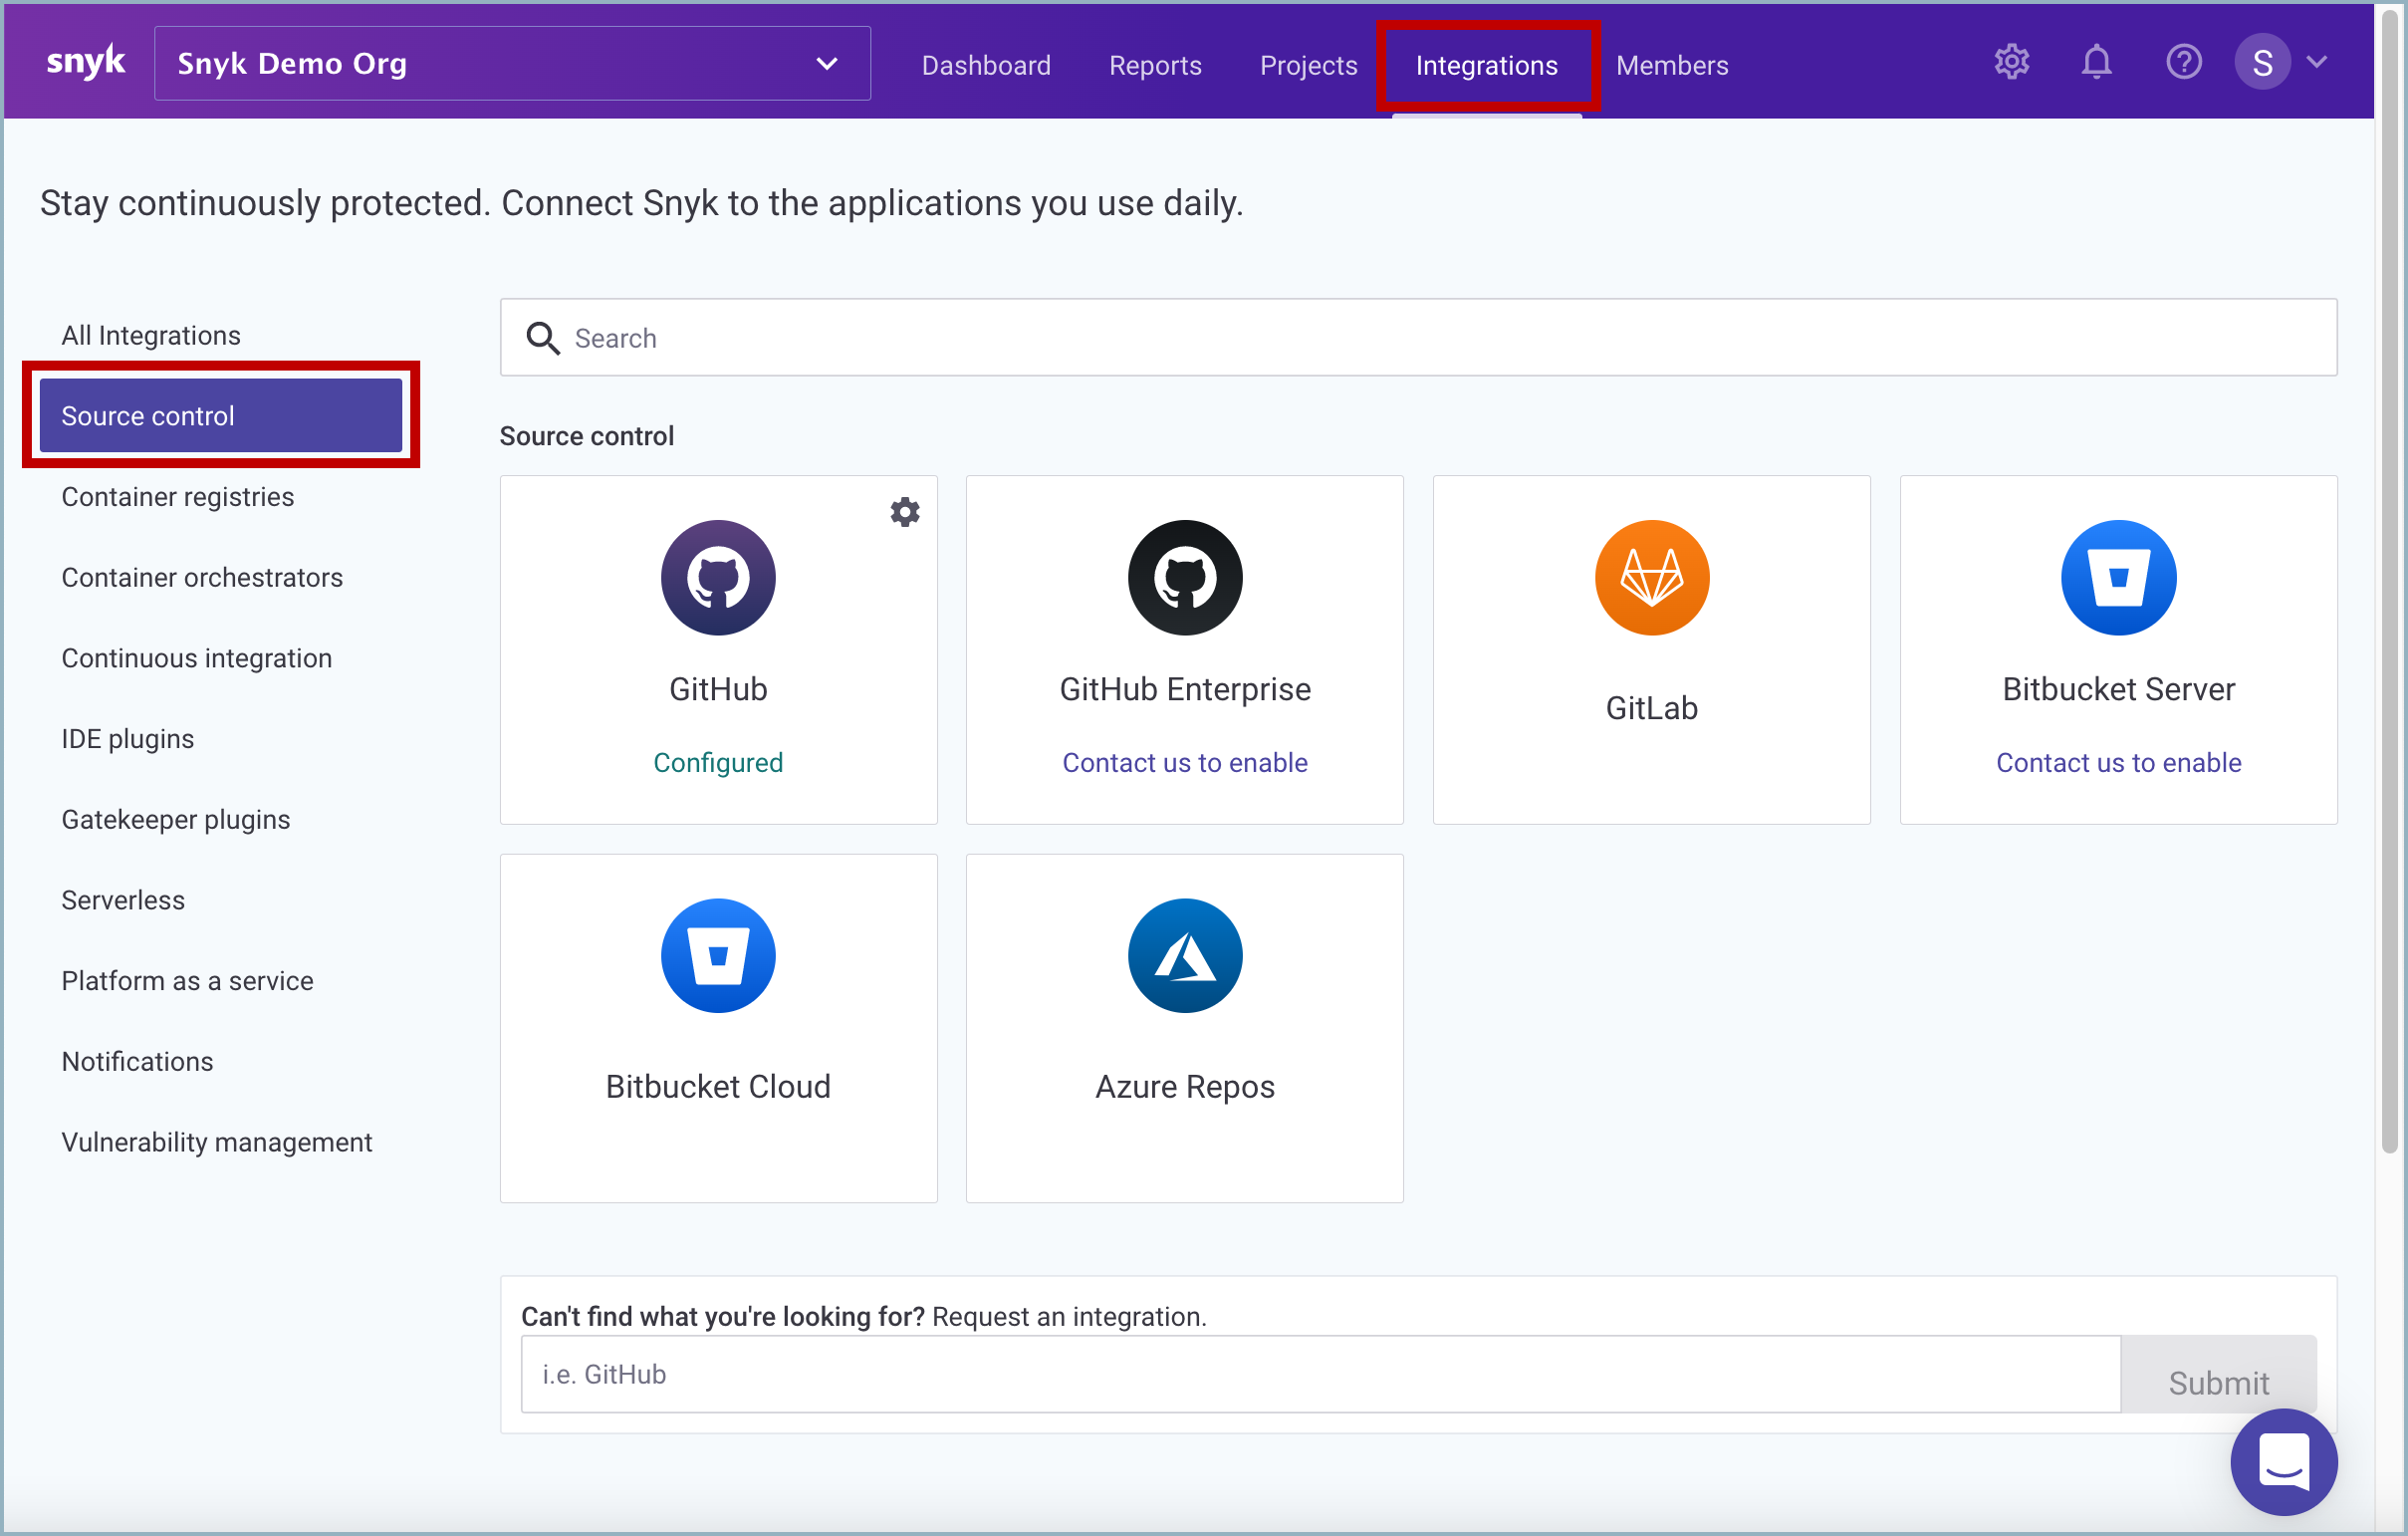 snyk
Snyk Demo Org
Dashboard
Reports
Projects
Integrations
Members
S
Stay continuously protected. Connect Snyk to the applications you use daily.
All Integrations
Source control
Container registries
Container orchestrators
Continuous integration
IDE plugins
Gatekeeper plugins
Serverless
Platform as a service
Notifications
Vulnerability management
Search
Source control
GitHub
Configured
GitHub Enterprise
Contact us to enable
GitLab
Bitbucket Server
Contact us to enable
Bitbucket Cloud
Azure Repos
Can't find what you're looking for? Request an integration.
i.e. GitHub
Submit